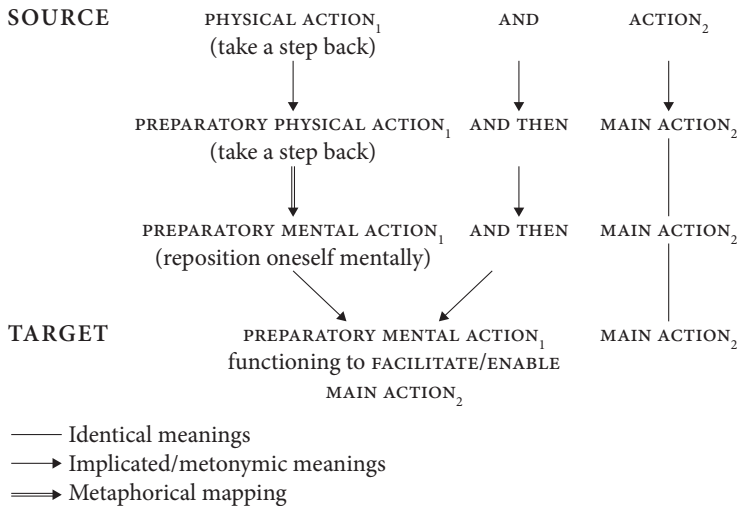 SOURCE PHYSICAL ACTION₁ AND ACTION₂
(take a step back)
PREPARATORY PHYSICAL ACTION₁ AND THEN MAIN ACTION₂
(take a step back)
PREPARATORY MENTAL ACTION₁ AND THEN MAIN ACTION₂
(reposition oneself mentally)
TARGET PREPARATORY MENTAL ACTION₁ MAIN ACTION₂
functioning to FACILITATE/ENABLE
MAIN ACTION₂
Identical meanings
Implicated/metonymic meanings
Metaphorical mapping